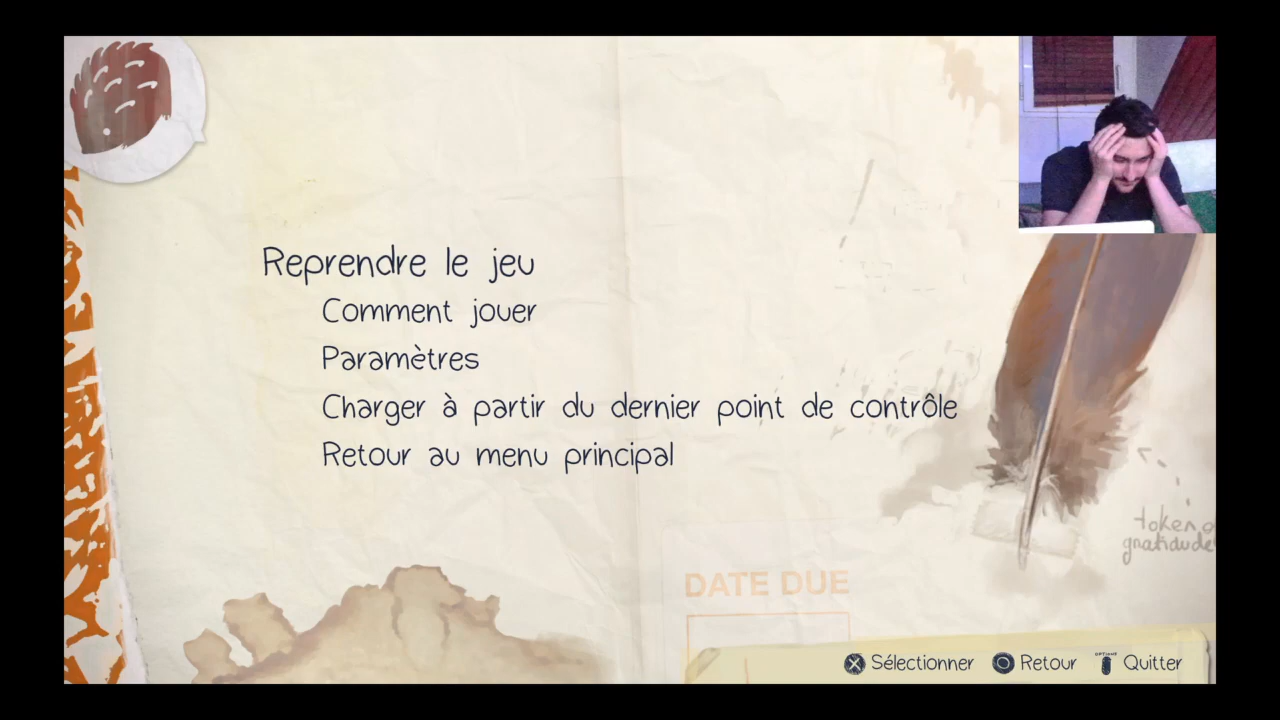 Reprendre le jeu
Comment jouer
Paramètres
Charger à partir du dernier point de contrôle
Retour au menu principal
token o
gratitude
DATE DUE
OPTIONS
Sélectionner Retour Quitter